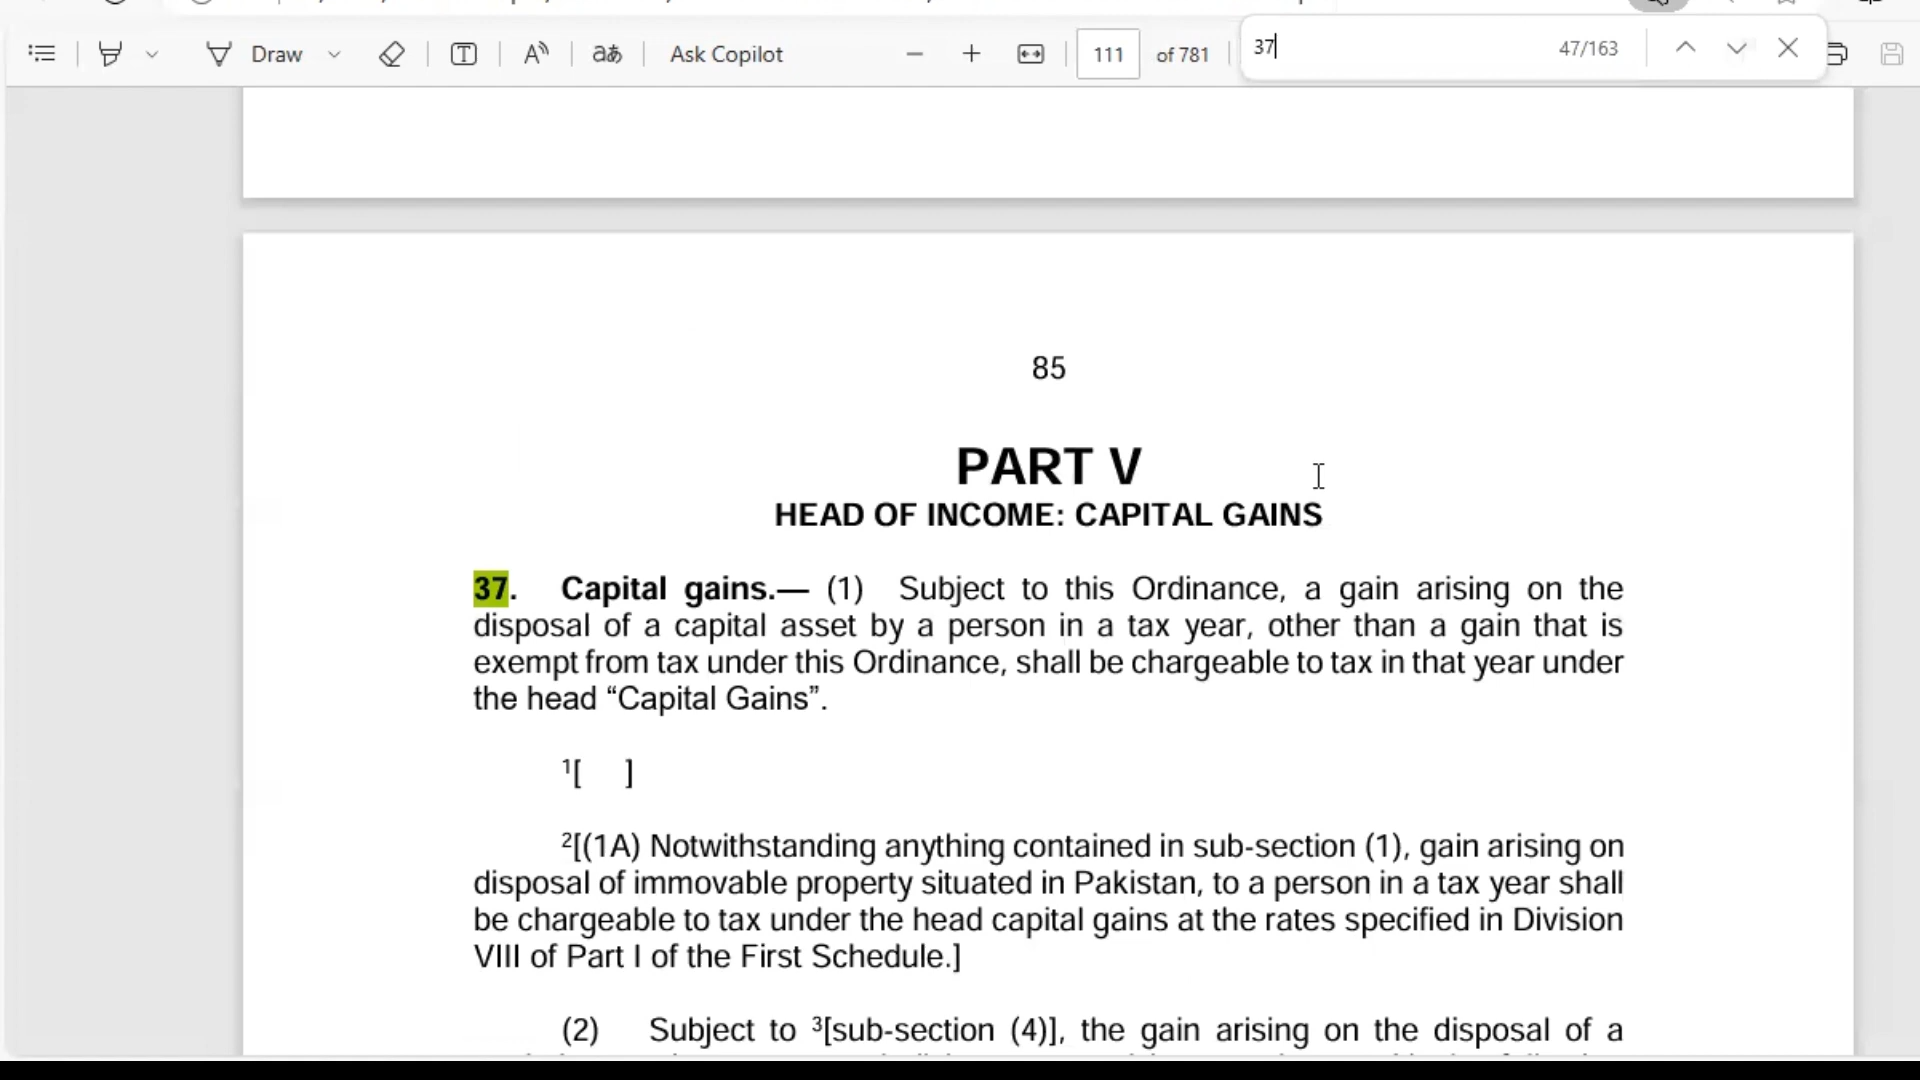 Draw
Ask Copilot
111 of 781
37
47/163
85
PART V
HEAD OF INCOME: CAPITAL GAINS
37. Capital gains.— (1) Subject to this Ordinance, a gain arising on the
disposal of a capital asset by a person in a tax year, other than a gain that is
exempt from tax under this Ordinance, shall be chargeable to tax in that year under
the head “Capital Gains”.
1[ ]
2[(1A) Notwithstanding anything contained in sub-section (1), gain arising on
disposal of immovable property situated in Pakistan, to a person in a tax year shall
be chargeable to tax under the head capital gains at the rates specified in Division
VIII of Part I of the First Schedule.]
(2) Subject to 3[sub-section (4)], the gain arising on the disposal of a